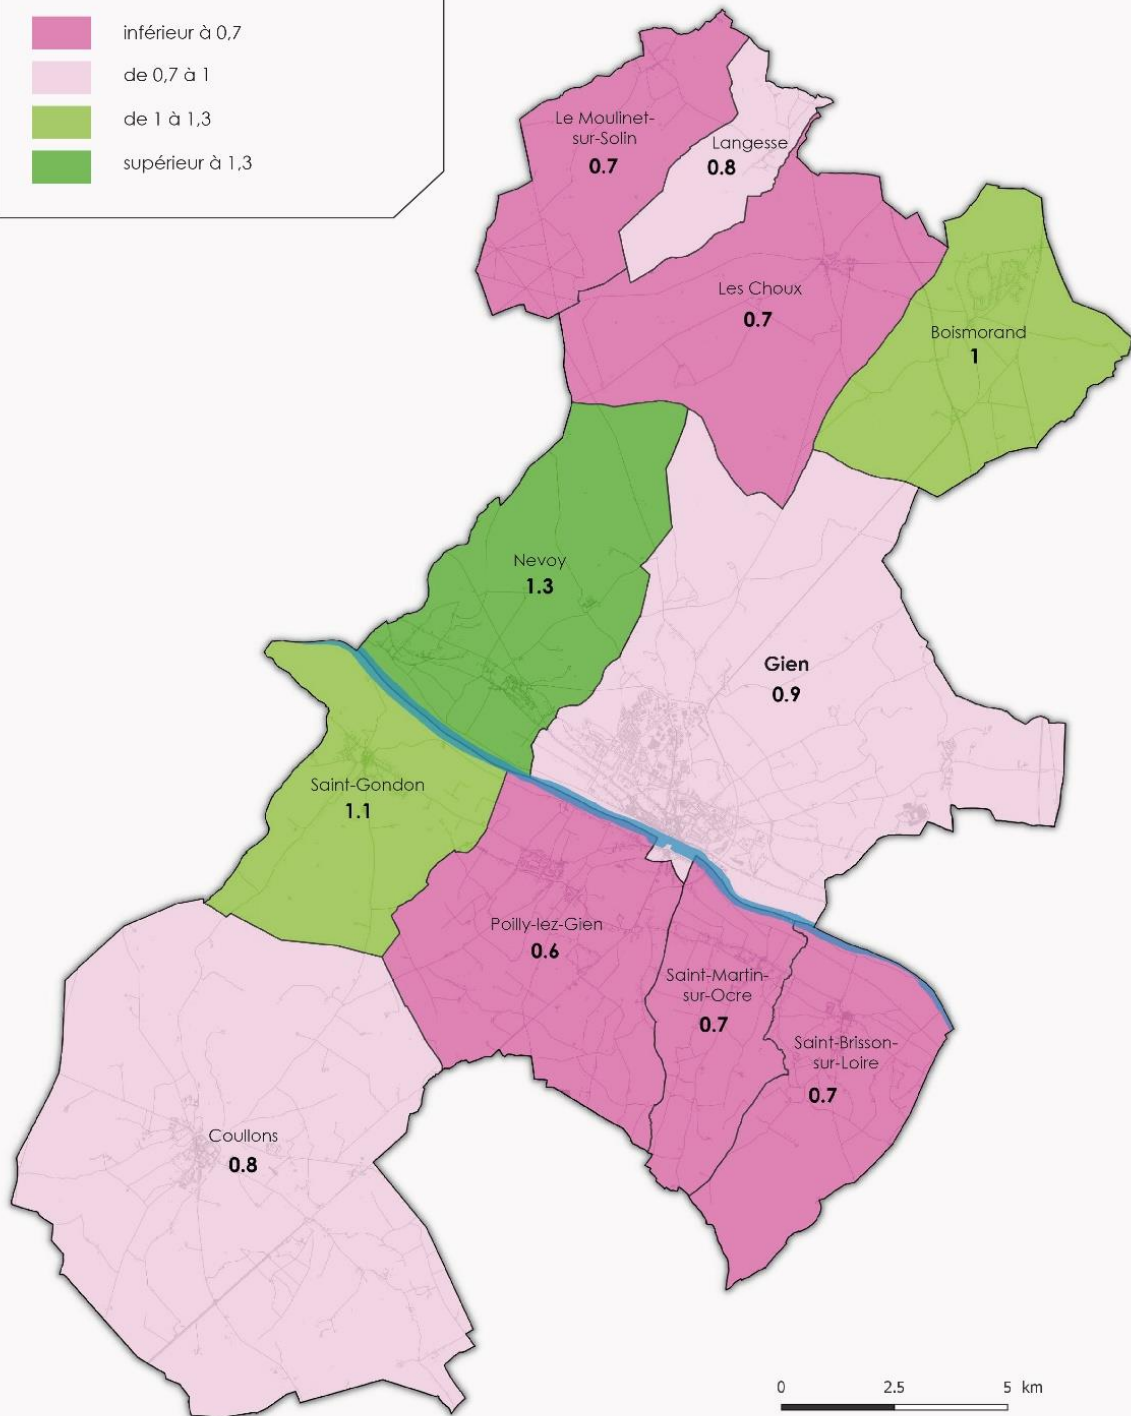 inférieur à 0,7
de 0,7 à 1
de 1 à 1,3
supérieur à 1,3
Le Moulinet-
sur-Solin
0.7
Langesse
0.8
Les Choux
0.7
Boismorand
1
Nevoy
1.3
Gien
0.9
Saint-Gondon
1.1
Poilly-lez-Gien
0.6
Saint-Martin-
sur-Ocre
0.7
Saint-Brisson-
sur-Loire
0.7
Coullons
0.8
0 2.5 5 km